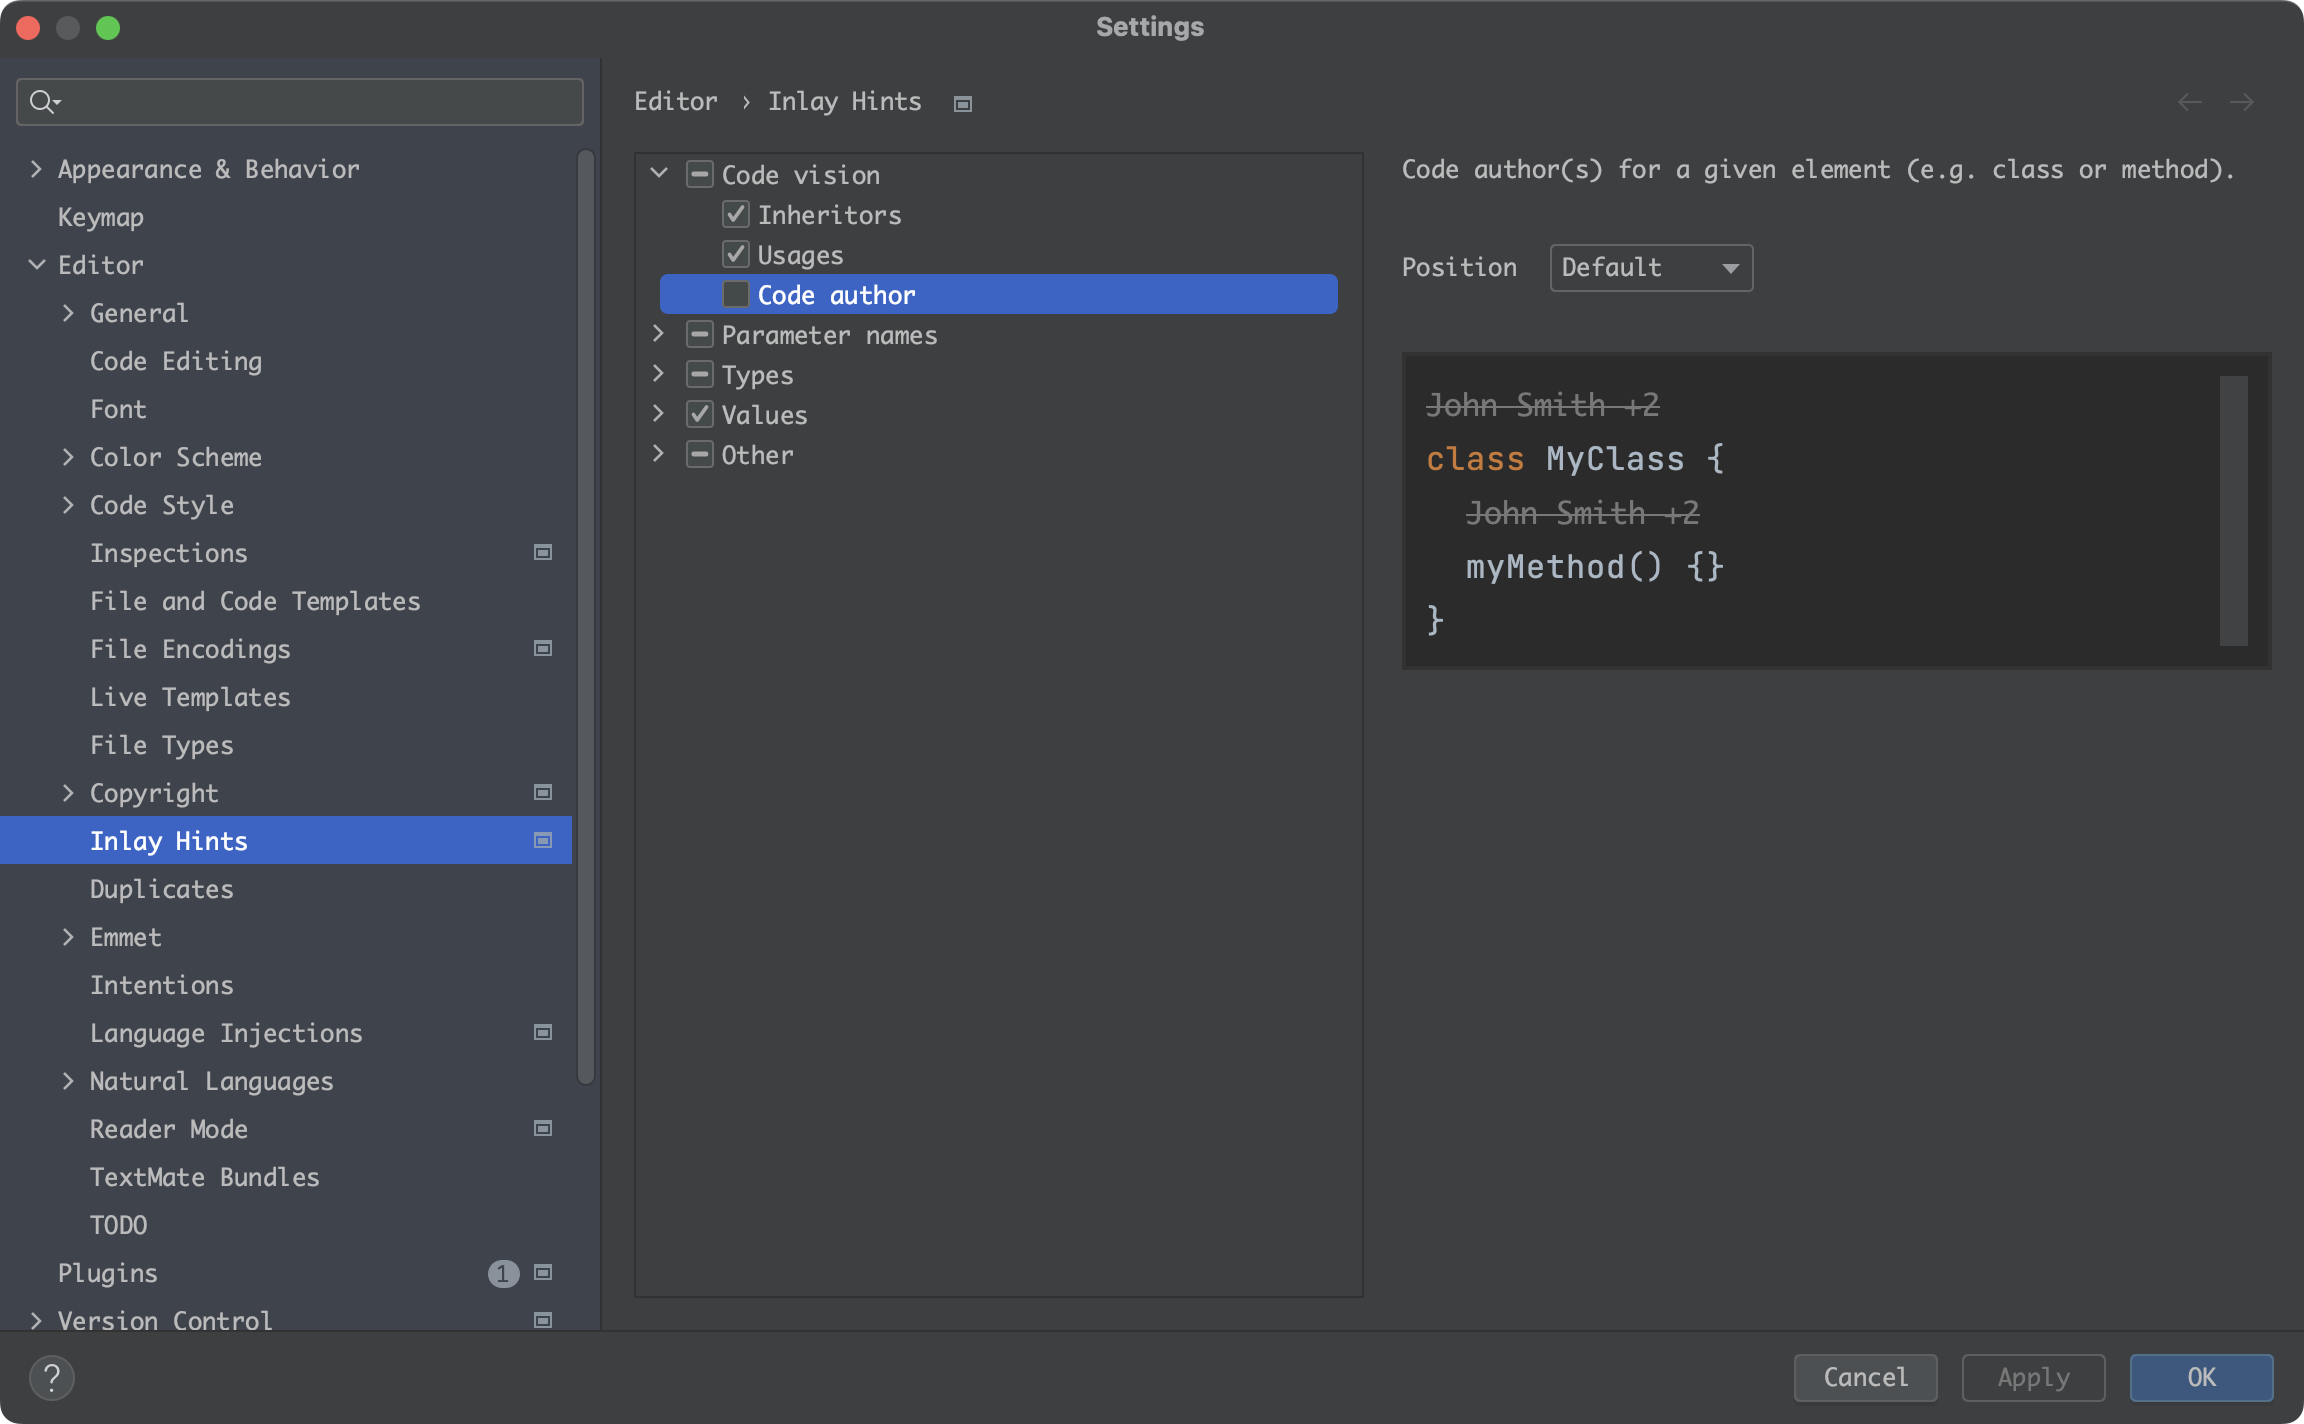 Settings
Appearance & Behavior
Keymap
Editor
General
Code Editing
Font
Color Scheme
Code Style
Inspections
File and Code Templates
File Encodings
Live Templates
File Types
Copyright
Inlay Hints
Duplicates
Emmet
Intentions
Language Injections
Natural Languages
Reader Mode
TextMate Bundles
TODO
Plugins 1
Version Control
Editor › Inlay Hints
Code vision
Inheritors
Usages
Code author
Parameter names
Types
Values
Other
Code author(s) for a given element (e.g. class or method).
Position Default
John Smith +2
class MyClass {
John Smith +2
myMethod() {}
}
?
Cancel
Apply
OK